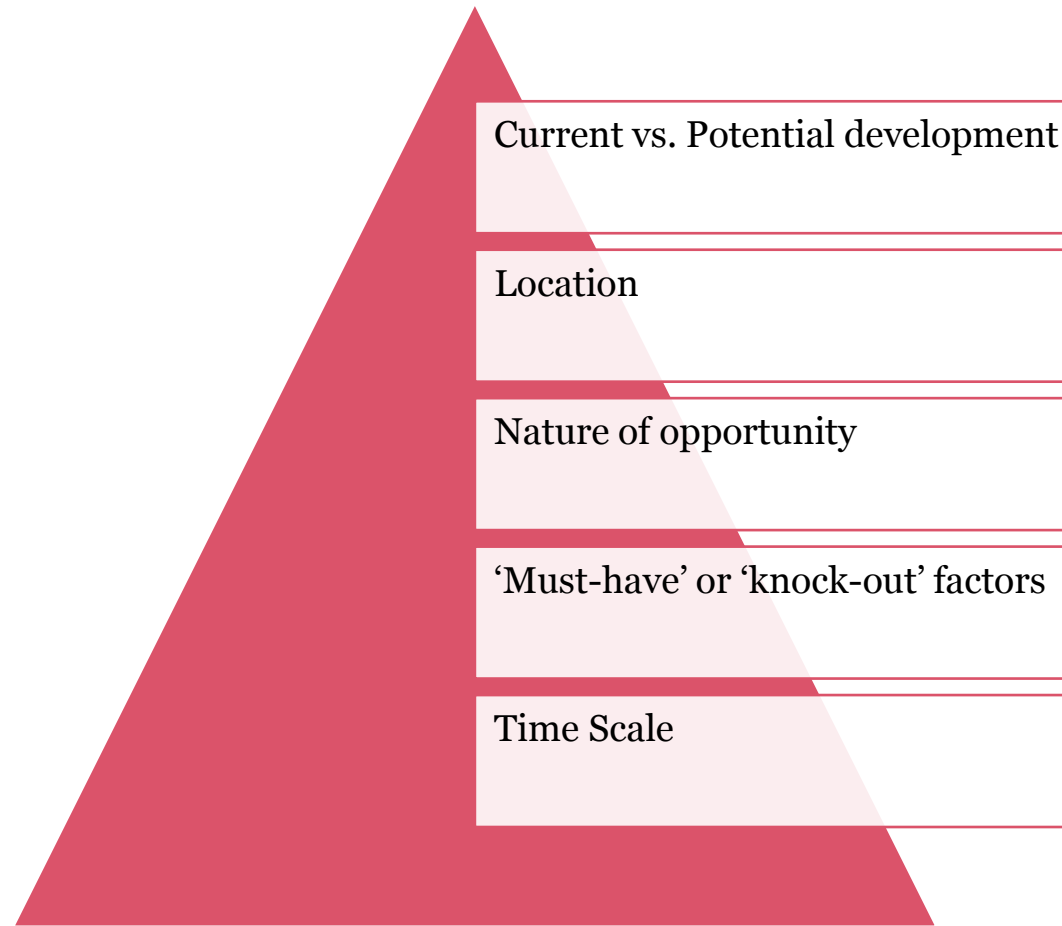 Current vs. Potential development
Location
Nature of opportunity
‘Must-have’ or ‘knock-out’ factors
Time Scale